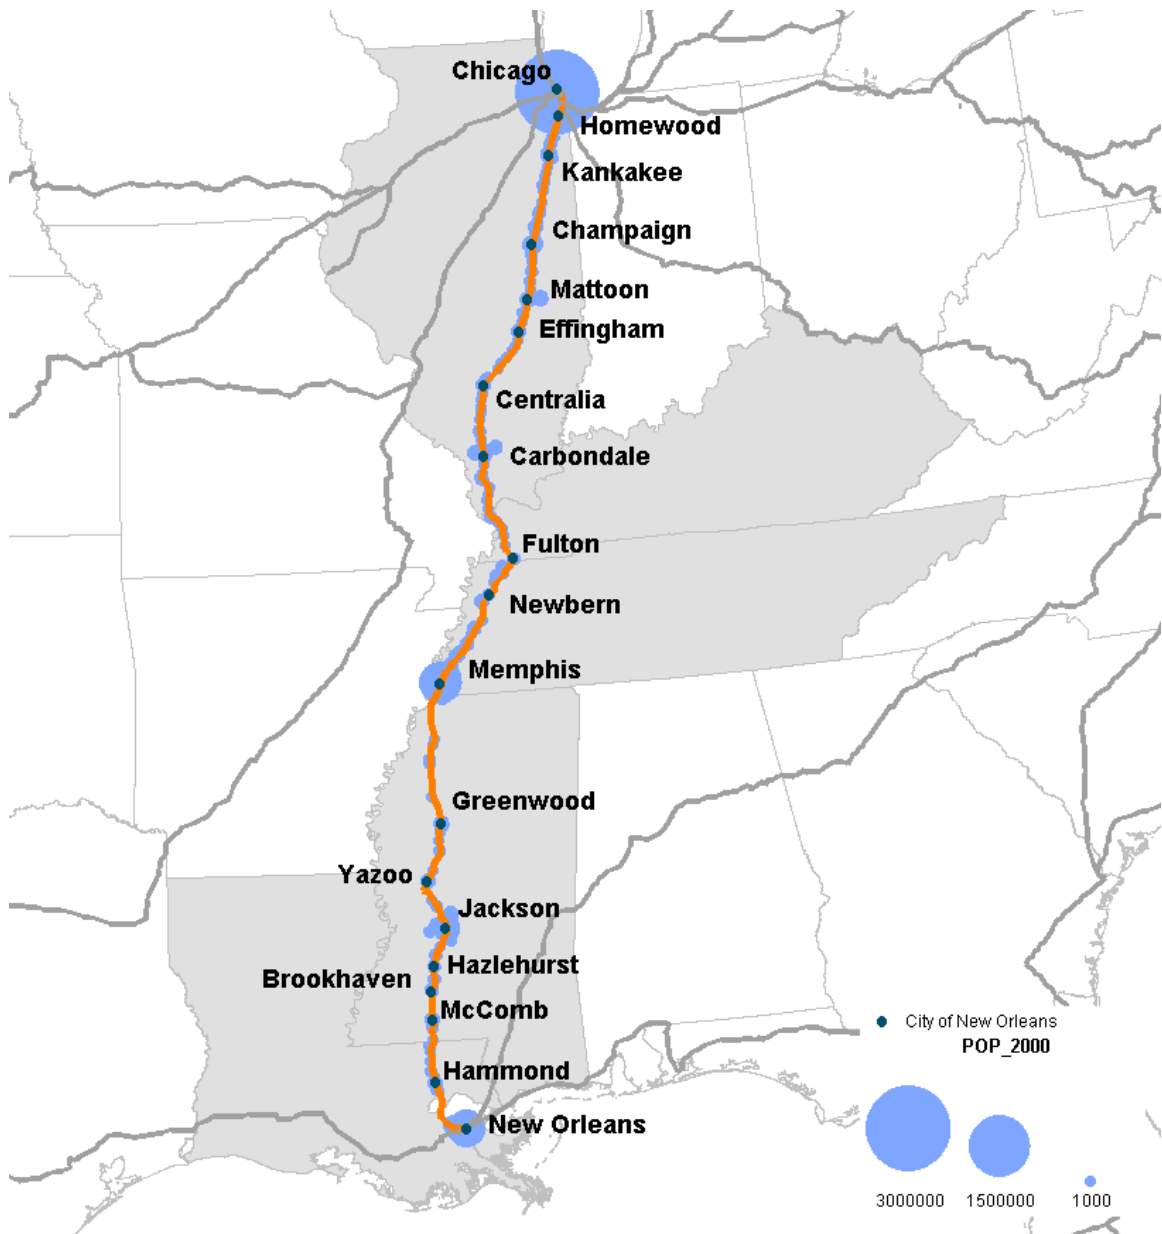 Chicago
Homewood
Kankakee
Champaign
Mattoon
Effingham
Centralia
Carbondale
Fulton
Newbern
Memphis
Greenwood
Yazoo
Jackson
Hazlehurst
Brookhaven
McComb
Hammond
New Orleans
City of New Orleans
POP_2000
3000000 1500000 1000